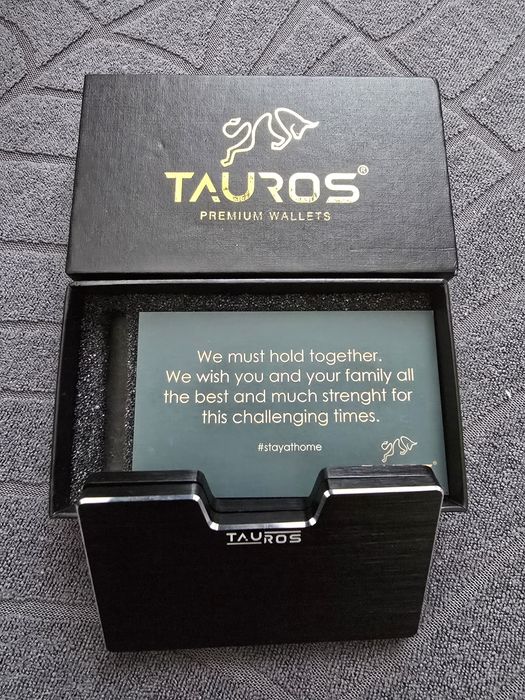 TAUROS®
PREMIUM WALLETS
We must hold together.
We wish you and your family all
the best and much strenght for
this challenging times.
#stayathome
TAUROS